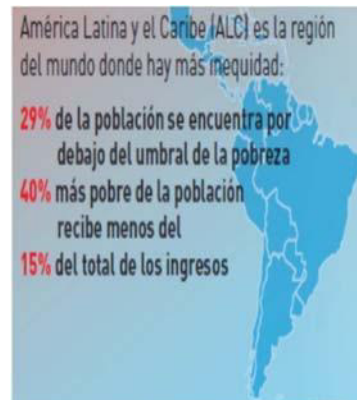 América Latina y el Caribe (ALC) es la región
del mundo donde hay más inequidad:
29% de la población se encuentra por
debajo del umbral de la pobreza
40% más pobre de la población
recibe menos del
15% del total de los ingresos